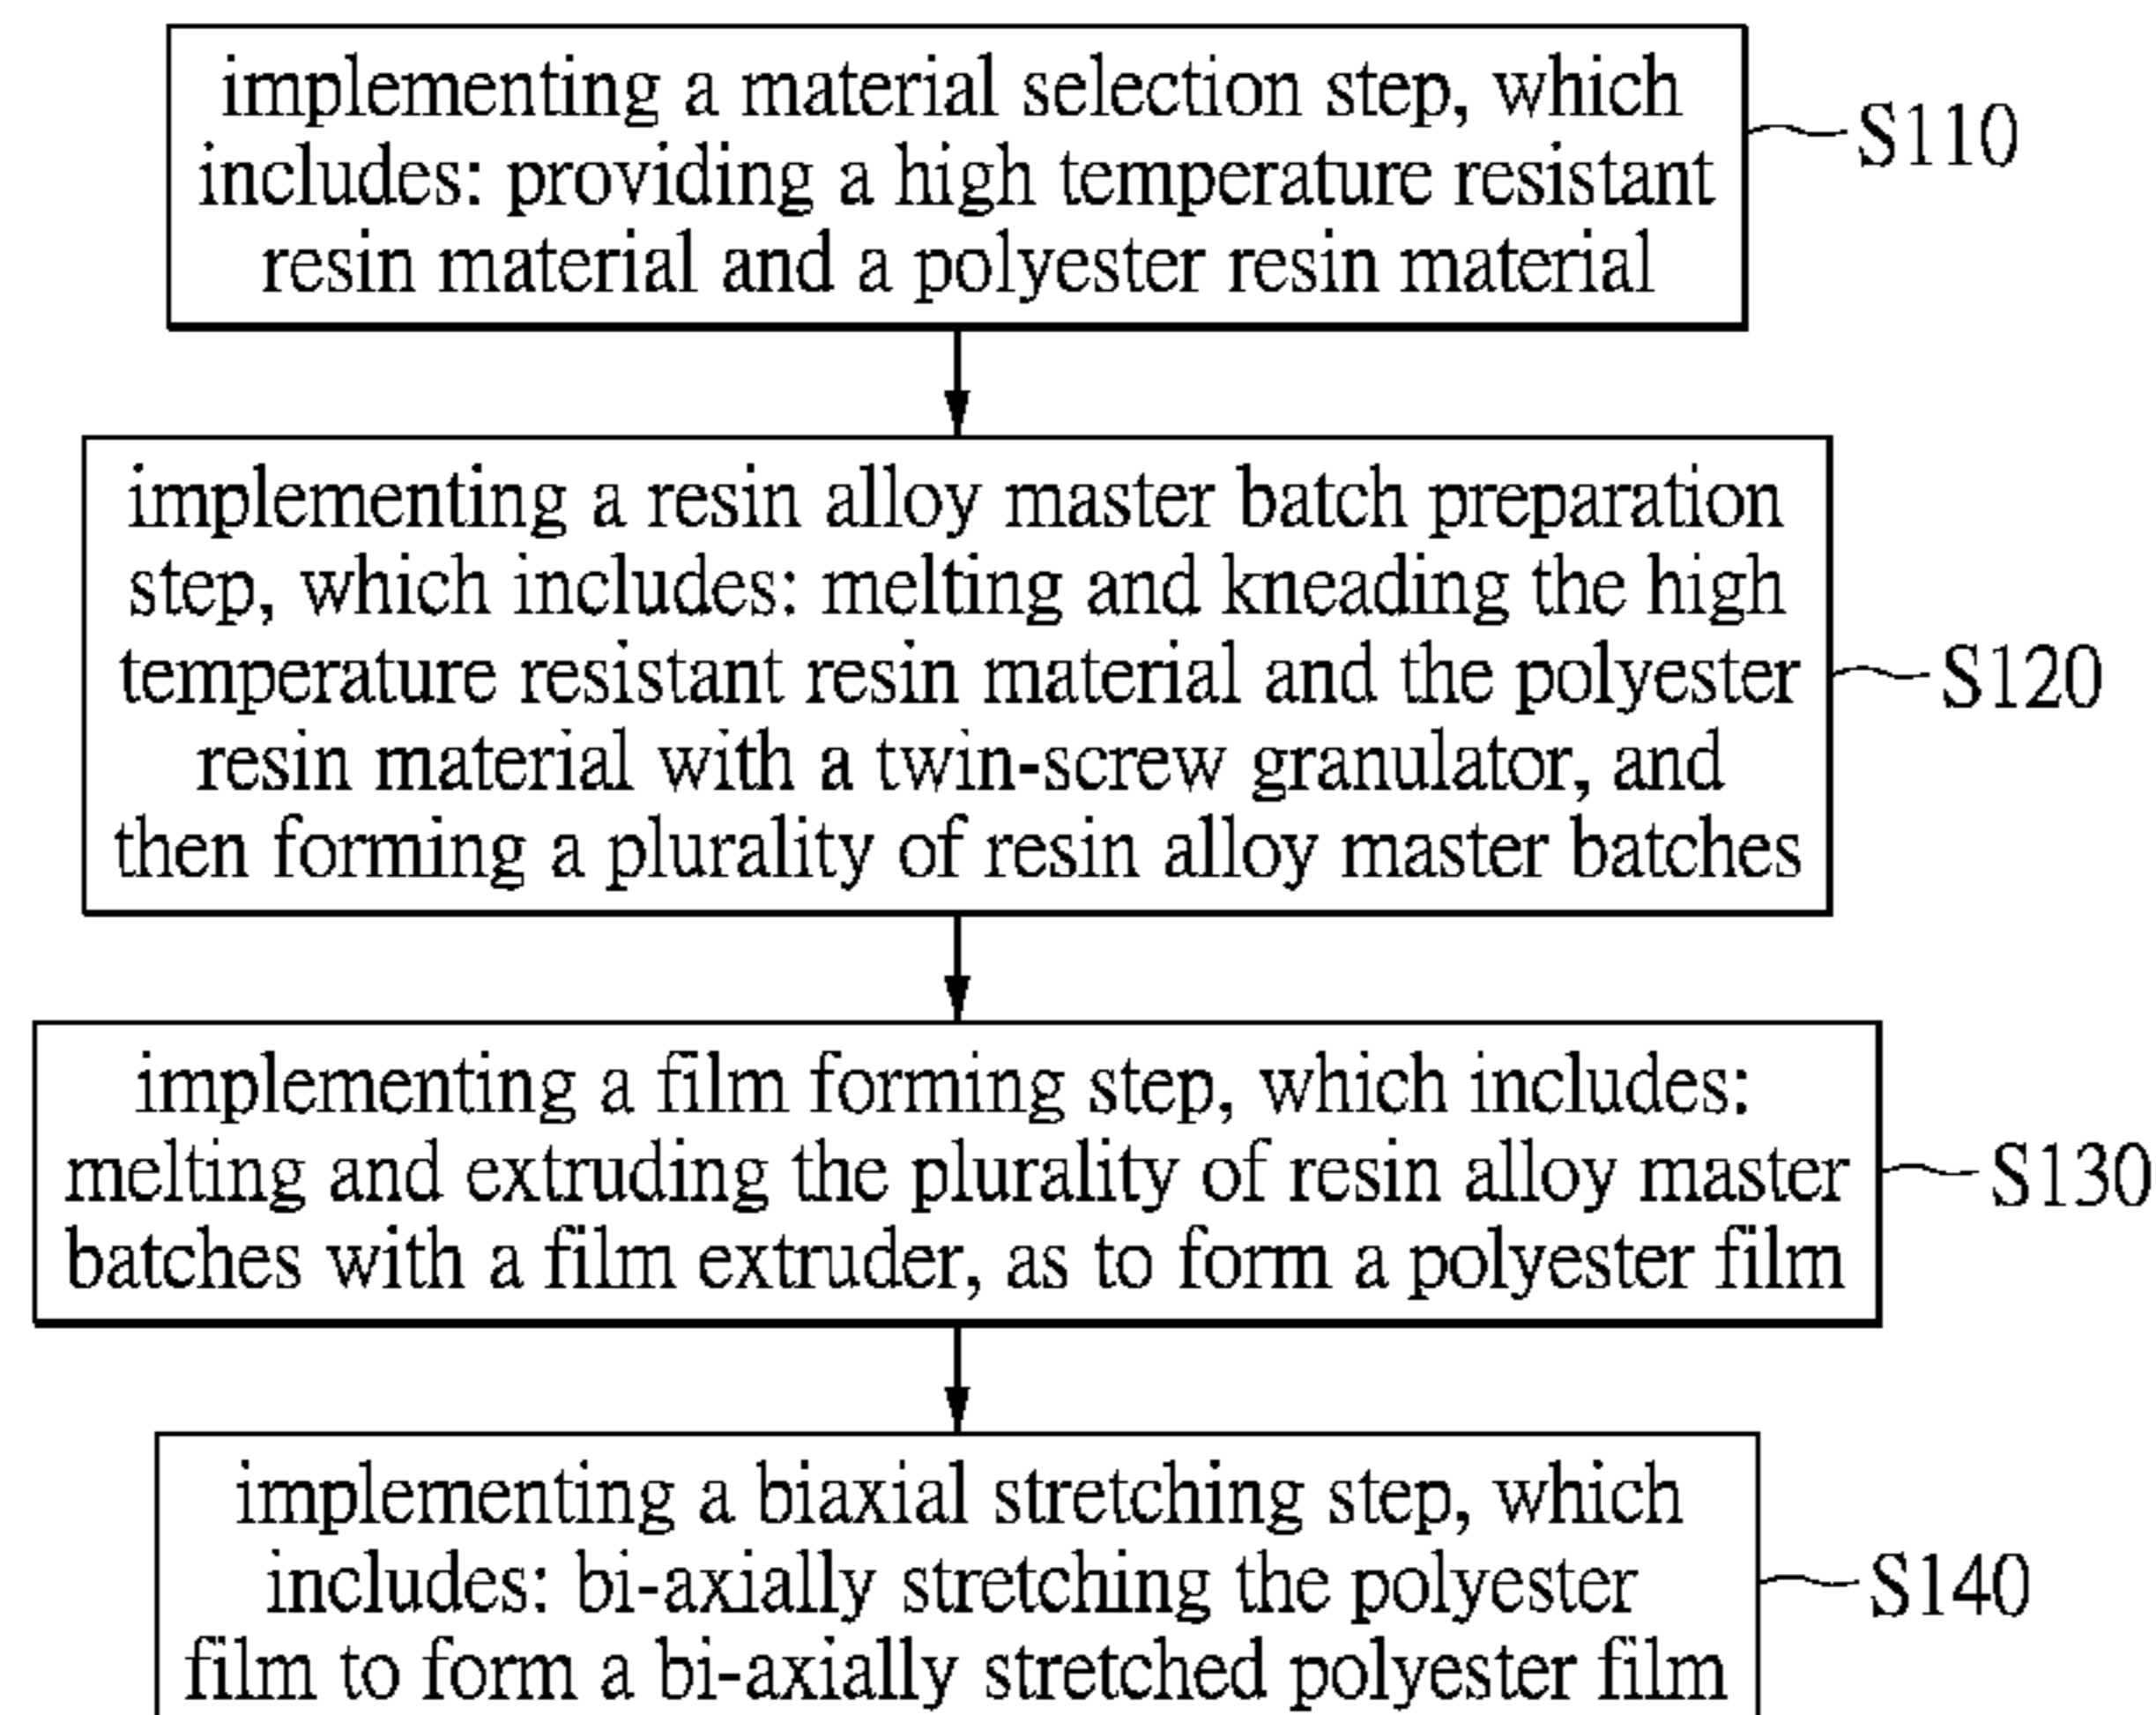 implementing a material selection step, which
includes: providing a high temperature resistant
resin material and a polyester resin material
S110
implementing a resin alloy master batch preparation
step, which includes: melting and kneading the high
temperature resistant resin material and the polyester
resin material with a twin-screw granulator, and
then forming a plurality of resin alloy master batches
S120
implementing a film forming step, which includes:
melting and extruding the plurality of resin alloy master
batches with a film extruder, as to form a polyester film
S130
implementing a biaxial stretching step, which
includes: bi-axially stretching the polyester
film to form a bi-axially stretched polyester film
S140